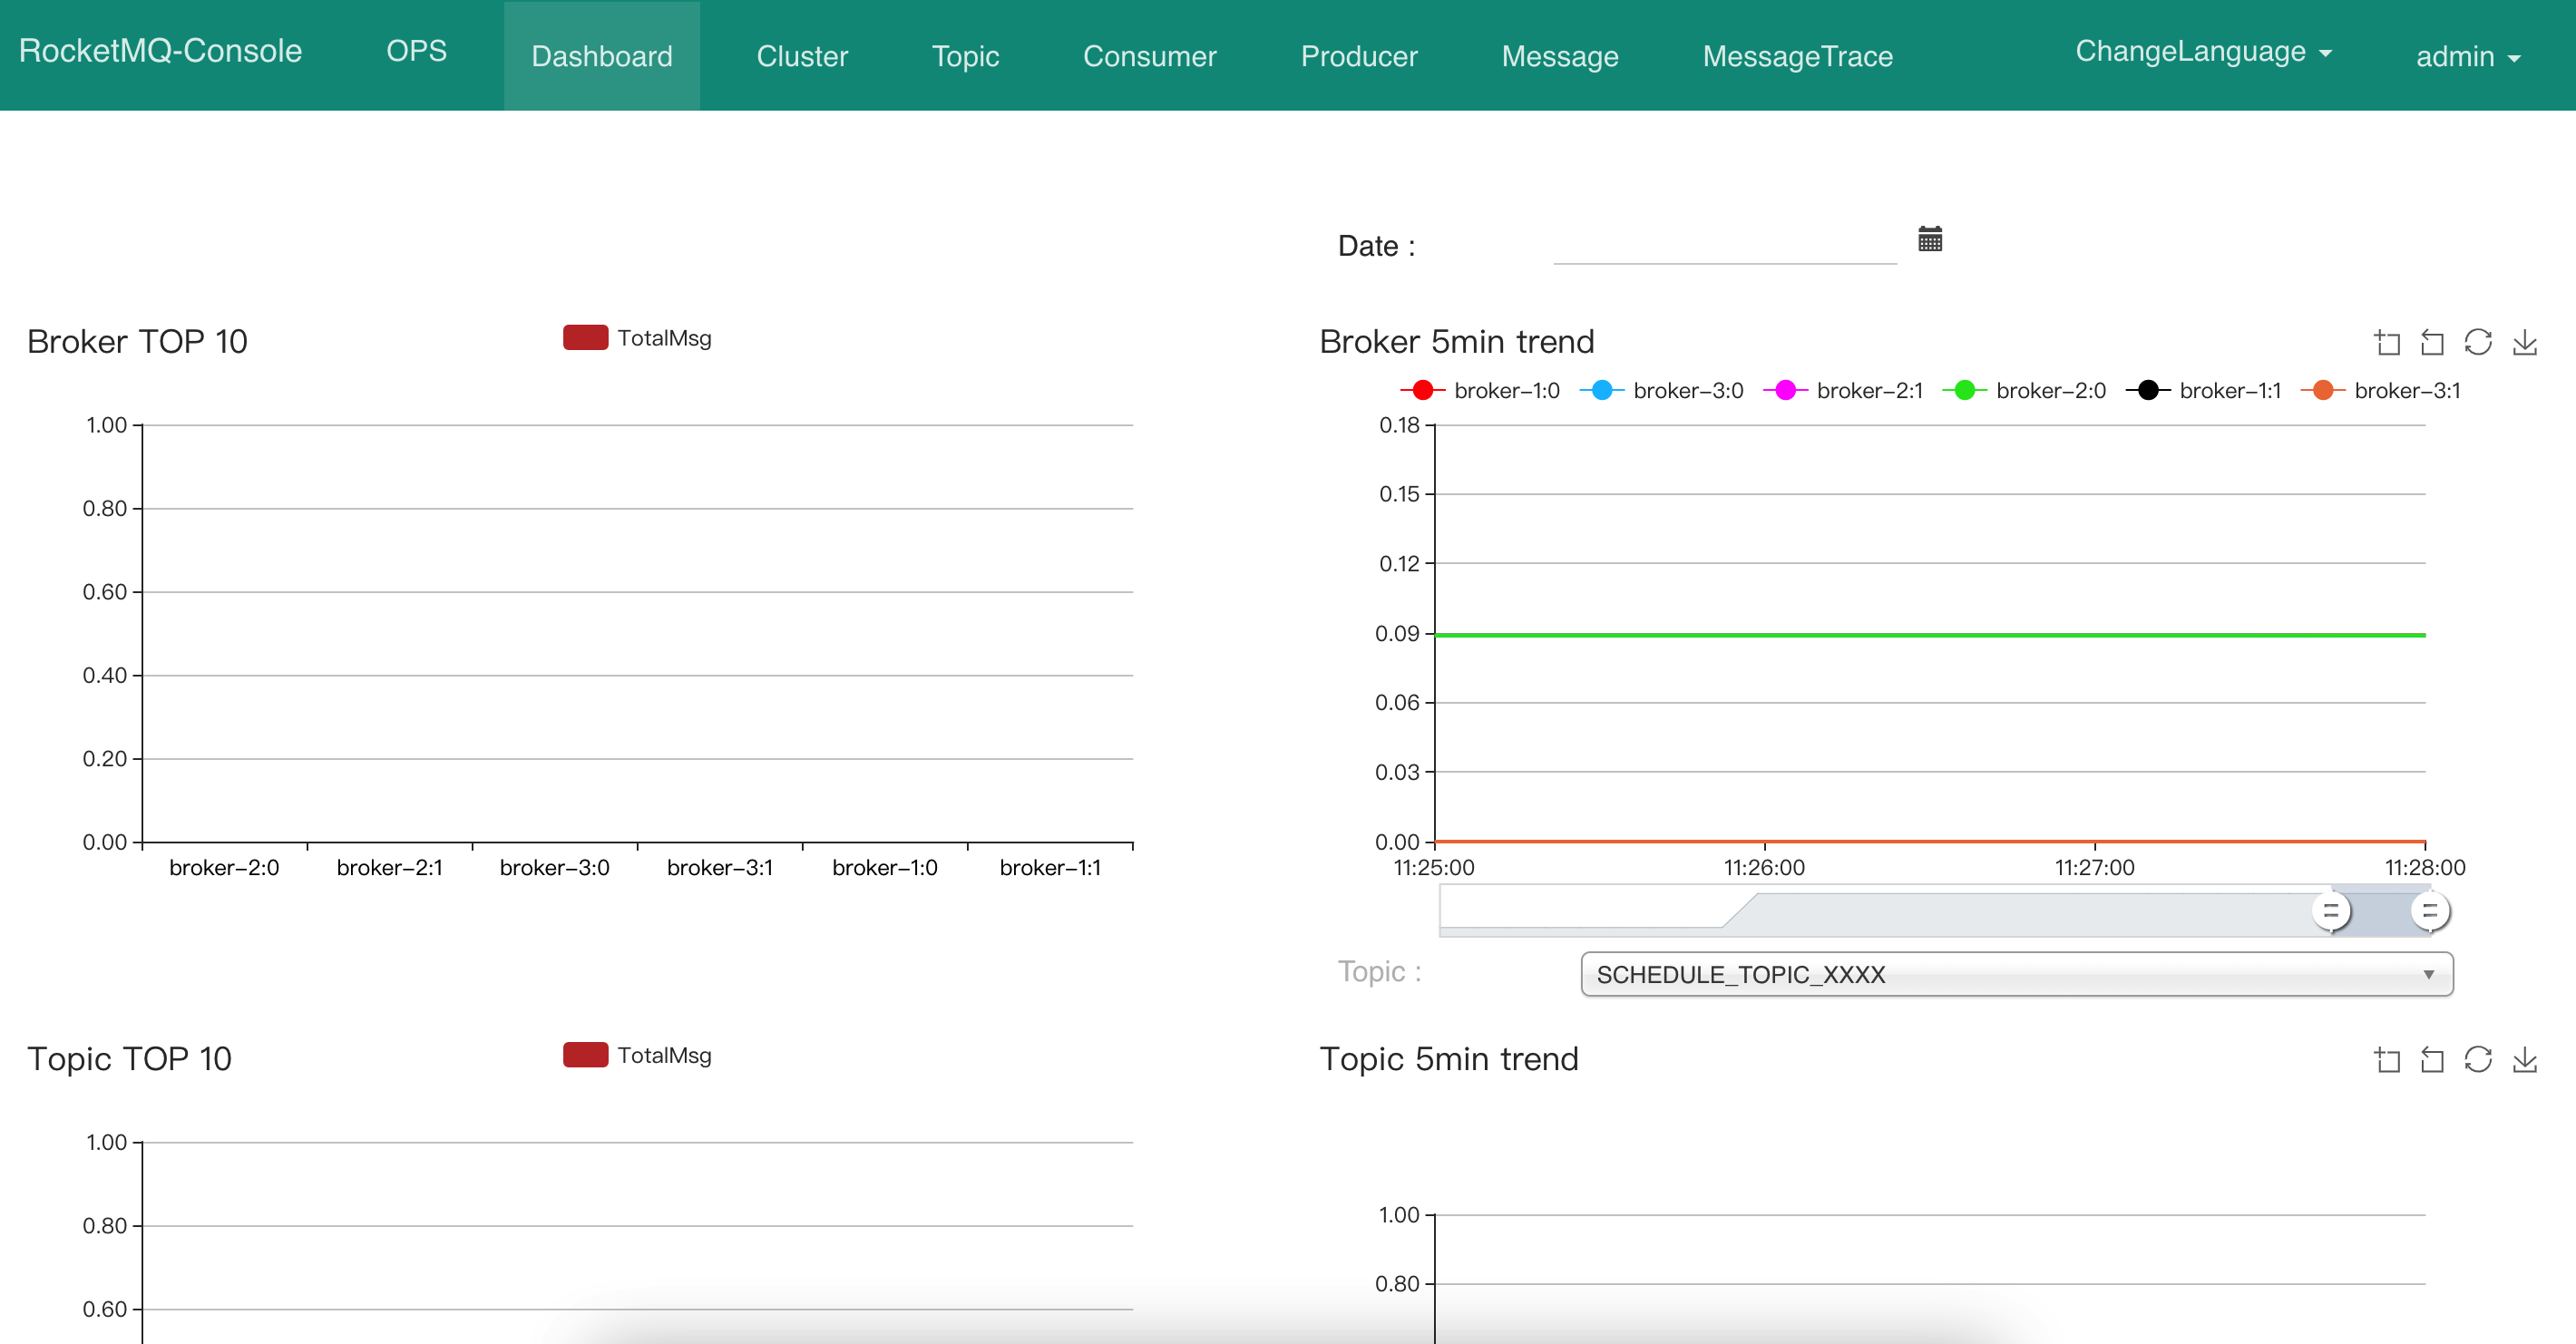 RocketMQ-Console OPS Dashboard Cluster Topic Consumer Producer Message MessageTrace ChangeLanguage admin
Date :
Broker TOP 10
TotalMsg
1.00
0.80
0.60
0.40
0.20
0.00
broker-2:0 broker-2:1 broker-3:0 broker-3:1 broker-1:0 broker-1:1
Broker 5min trend
broker-1:0 broker-3:0 broker-2:1 broker-2:0 broker-1:1 broker-3:1
0.18
0.15
0.12
0.09
0.06
0.03
0.00
11:25:00 11:26:00 11:27:00 11:28:00
Topic :
SCHEDULE_TOPIC_XXXX
Topic TOP 10
TotalMsg
1.00
0.80
0.60
Topic 5min trend
1.00
0.80